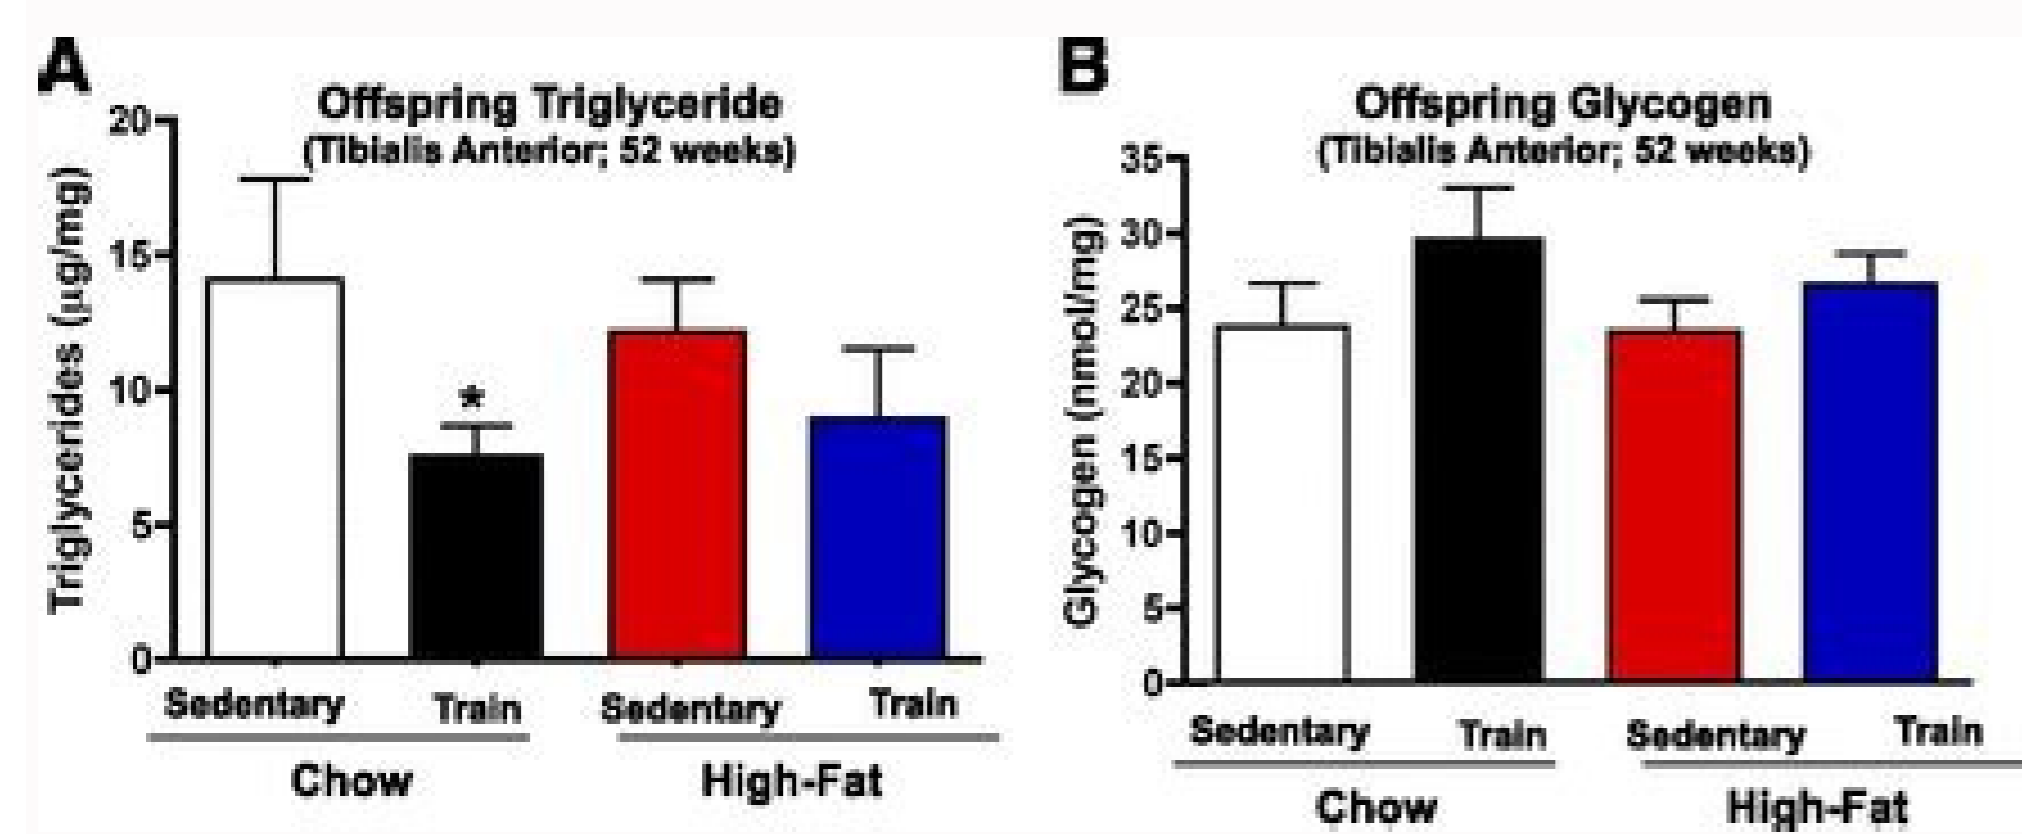 A
Offspring Triglyceride
(Tibialis Anterior; 52 weeks)
Triglycerides (µg/mg)
20
15
10
5
0
*
Sedentary Train Sedentary Train
Chow High-Fat
B
Offspring Glycogen
(Tibialis Anterior; 52 weeks)
Glycogen (nmol/mg)
35
30
25
20
15
10
5
0
Sedentary Train Sedentary Train
Chow High-Fat